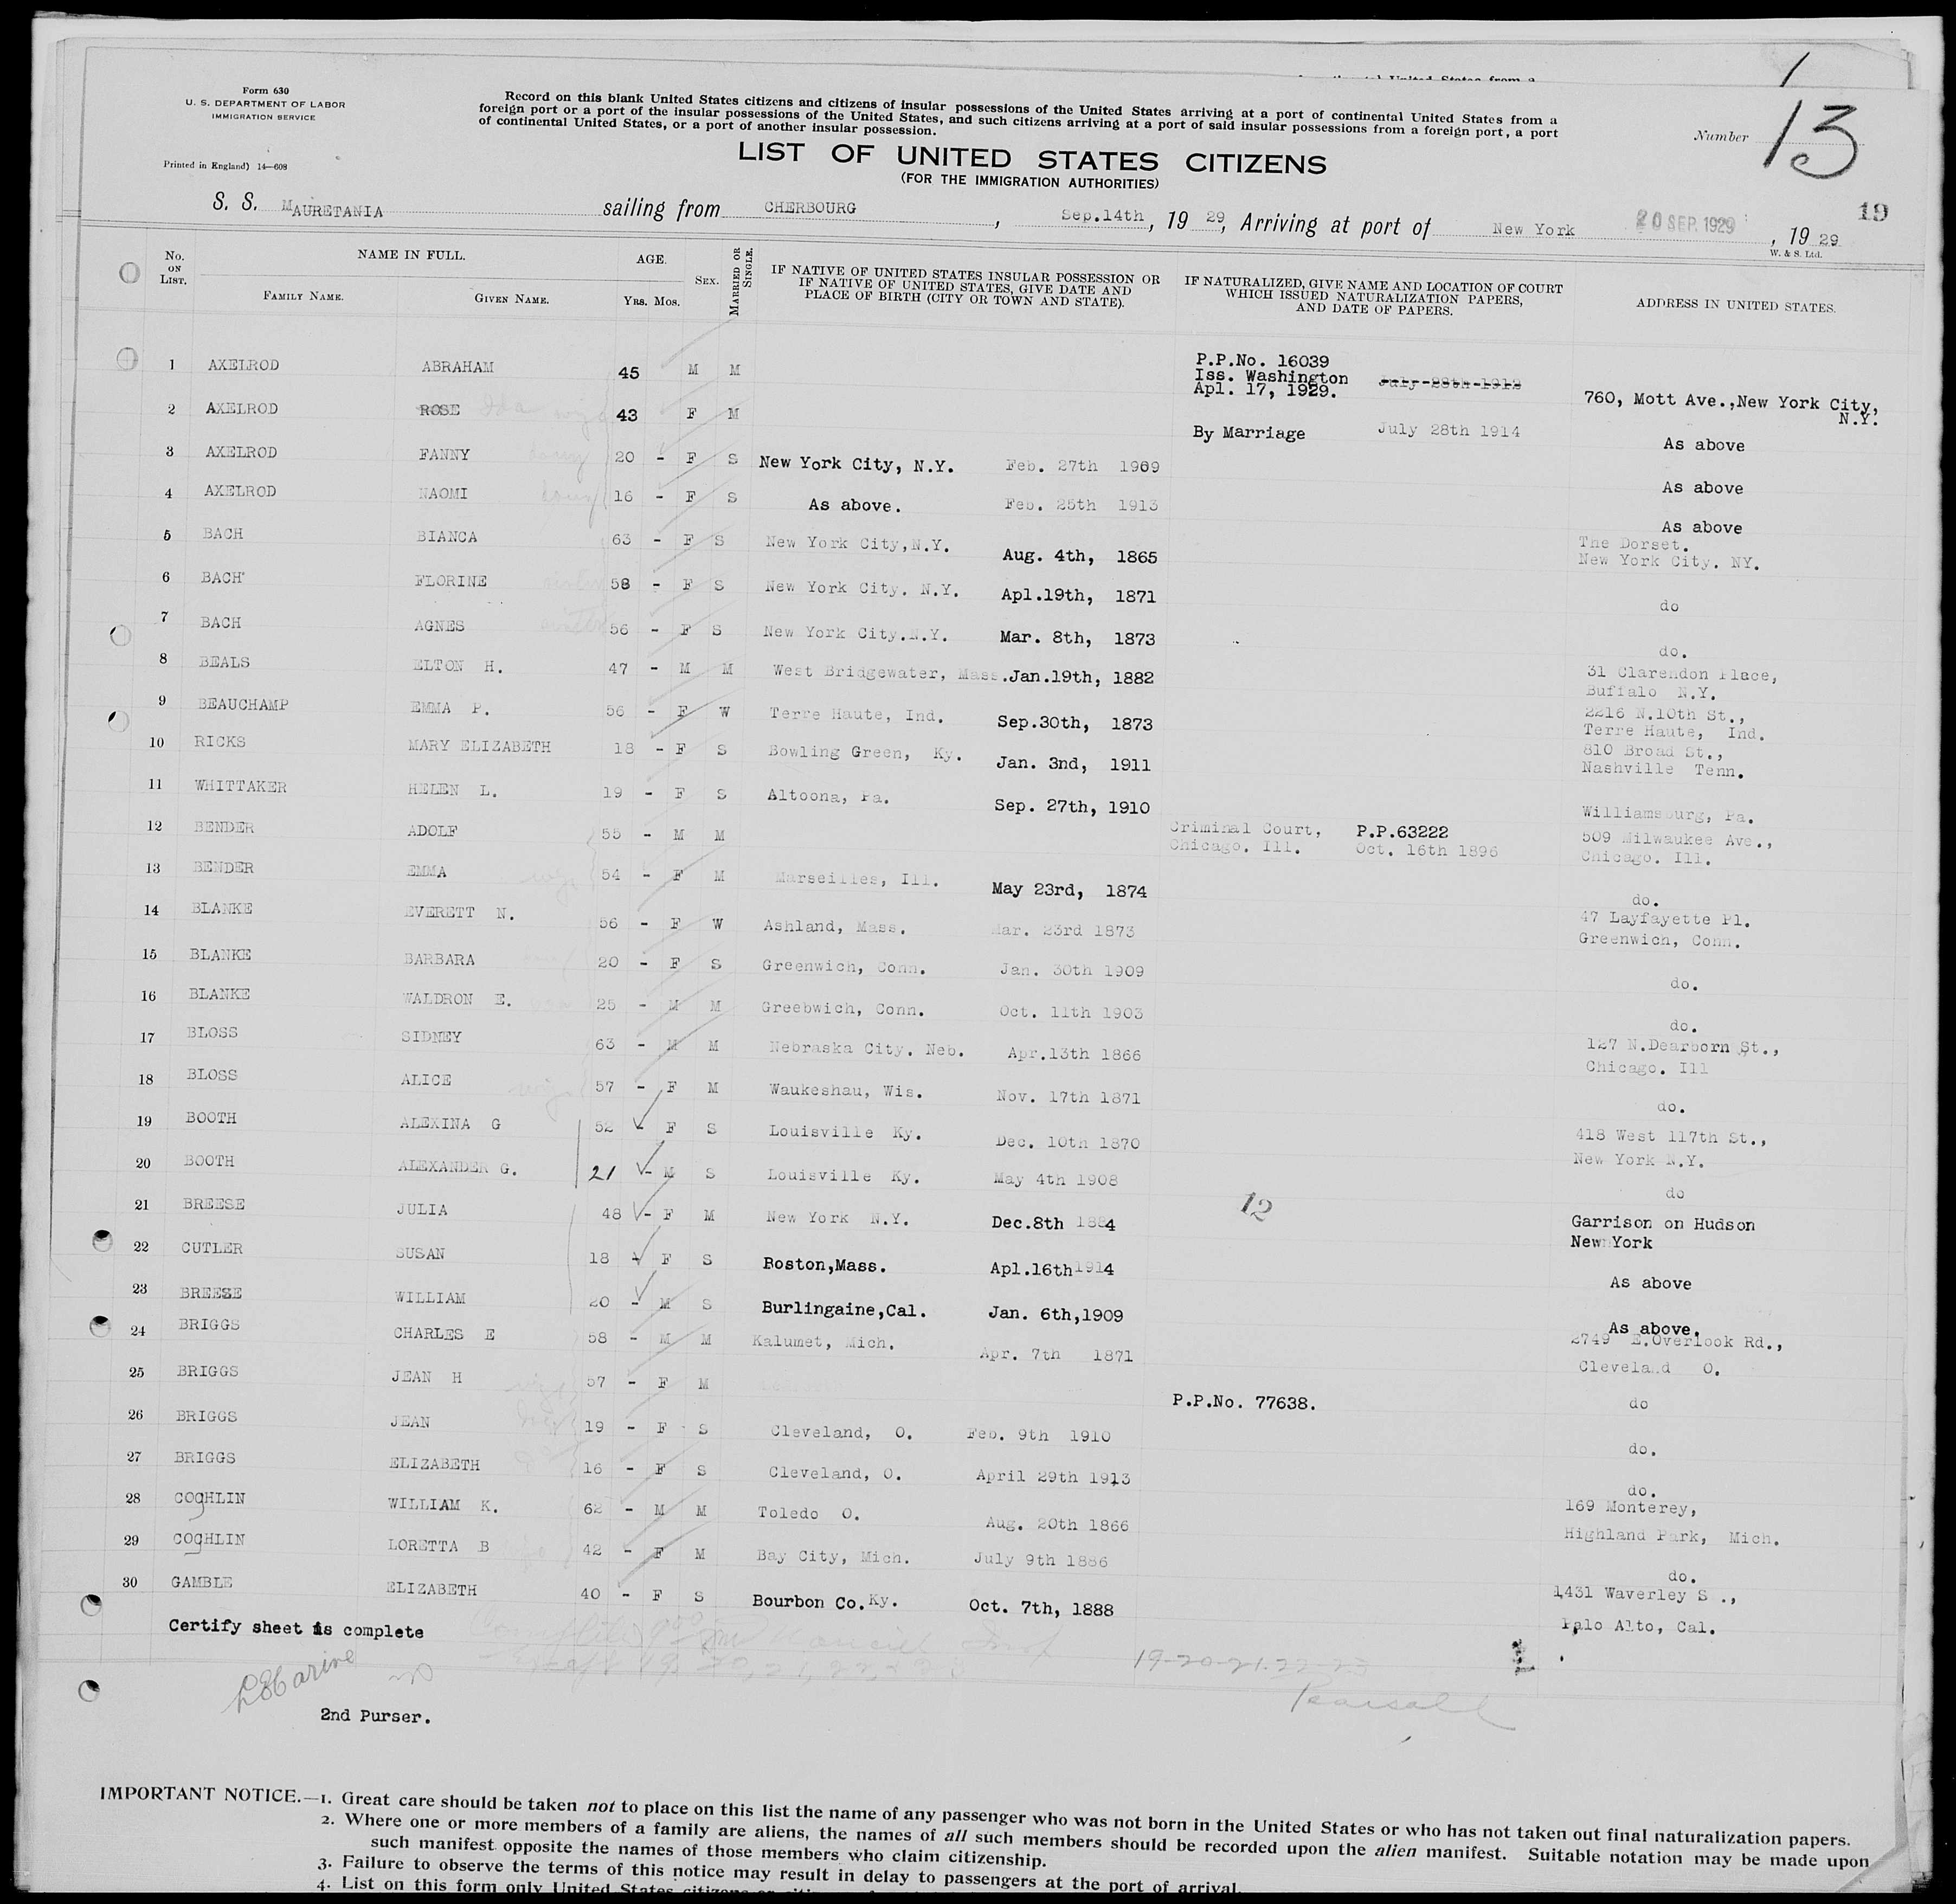 1
Form 630
U. S. DEPARTMENT OF LABOR
IMMIGRATION SERVICE
Printed in England) 14—608
Record on this blank United States citizens and citizens of insular possessions of the United States arriving at a port of continental United States from a
foreign port or a port of the insular possessions of the United States, and such citizens arriving at a port of said insular possessions from a foreign port, a port
of continental United States, or a port of another insular possession.
Number 13
LIST OF UNITED STATES CITIZENS
(FOR THE IMMIGRATION AUTHORITIES)
19
S. S. MAURETANIA sailing from CHERBOURG, Sep.14th, 19 29, Arriving at port of New York 20 SEP. 1929, 19 29
W. & S. Ltd.
No. ON LIST. NAME IN FULL. AGE. SEX. MARRIED OR SINGLE. IF NATIVE OF UNITED STATES INSULAR POSSESSION OR IF NATIVE OF UNITED STATES, GIVE DATE AND PLACE OF BIRTH (CITY OR TOWN AND STATE). IF NATURALIZED, GIVE NAME AND LOCATION OF COURT WHICH ISSUED NATURALIZATION PAPERS, AND DATE OF PAPERS. ADDRESS IN UNITED STATES.
FAMILY NAME. GIVEN NAME. YRS. MOS.
1 AXELROD ABRAHAM 45 M M P.P.No. 16039 Iss. Washington Apl. 17, 1929. July 28th 1912 760, Mott Ave.,New York City, N.Y.
2 AXELROD ROSE Ida 43 F M By Marriage July 28th 1914 As above
3 AXELROD FANNY 20 - F S New York City, N.Y. Feb. 27th 1909 As above
4 AXELROD NAOMI 16 - F S As above. Feb. 25th 1913 As above
5 BACH BIANCA 63 - F S New York City,N.Y. Aug. 4th, 1865 The Dorset. New York City. NY.
6 BACH FLORINE 58 - F S New York City. N.Y. Apl.19th, 1871 do
7 BACH AGNES 56 - F S New York City.N.Y. Mar. 8th, 1873 do.
8 BEALS ELTON H. 47 - M M West Bridgewater, Mass.Jan.19th, 1882 31 Clarendon Place, Buffalo N.Y.
9 BEAUCHAMP EMMA P. 56 - F W Terre Haute, Ind. Sep.30th, 1873 2216 N.10th St., Terre Haute, Ind.
10 RICKS MARY ELIZABETH 18 - F S Bowling Green, Ky. Jan. 3nd, 1911 810 Broad St., Nashville Tenn.
11 WHITTAKER HELEN L. 19 - F S Altoona, Pa. Sep. 27th, 1910 Williamsburg, Pa.
12 BENDER ADOLF 55 - M M Criminal Court, Chicago. Ill. P.P.63222 Oct. 16th 1896 509 Milwaukee Ave., Chicago. Ill.
13 BENDER EMMA wife 54 - F M Marseilles, Ill. May 23rd, 1874 do.
14 BLANKE EVERETT N. 56 - F W Ashland, Mass. Mar. 23rd 1873 47 Layfayette Pl. Greenwich, Conn.
15 BLANKE BARBARA 20 - F S Greenwich, Conn. Jan. 30th 1909 do.
16 BLANKE WALDRON E. 25 - M M Greebwich, Conn. Oct. 11th 1903 do.
17 BLOSS SIDNEY 63 - M M Nebraska City. Neb. Apr.13th 1866 127 N.Dearborn St., Chicago. Ill
18 BLOSS ALICE wife 57 - F M Waukeshau, Wis. Nov. 17th 1871 do.
19 BOOTH ALEXINA G 52 - F S Louisville Ky. Dec. 10th 1870 418 West 117th St., New York N.Y.
20 BOOTH ALEXANDER G. 21 - M S Louisville Ky. May 4th 1908 do
21 BREESE JULIA 48 - F M New York N.Y. Dec.8th 1884 12 Garrison on Hudson New York
22 CUTLER SUSAN 18 - F S Boston,Mass. Apl.16th 1914 As above
23 BREESE WILLIAM 20 - M S Burlingaine,Cal. Jan. 6th,1909 As above.
24 BRIGGS CHARLES E 58 - M M Kalumet, Mich. Apr. 7th 1871 2749 E.Overlook Rd., Cleveland O.
25 BRIGGS JEAN H wife 57 - F M P.P.No. 77638. do
26 BRIGGS JEAN 19 - F S Cleveland, O. Feb. 9th 1910 do.
27 BRIGGS ELIZABETH 16 - F S Cleveland, O. April 29th 1913 do.
28 COGHLIN WILLIAM K. 62 - M M Toledo O. Aug. 20th 1866 169 Monterey, Highland Park, Mich.
29 COGHLIN LORETTA B 42 - F M Bay City, Mich. July 9th 1886 do.
30 GAMBLE ELIZABETH 40 - F S Bourbon Co.Ky. Oct. 7th, 1888 1431 Waverley S ., Palo Alto, Cal.
Certify sheet is complete
19-20-21-22-23
Pearsall
2nd Purser.
IMPORTANT NOTICE.—1. Great care should be taken not to place on this list the name of any passenger who was not born in the United States or who has not taken out final naturalization papers.
2. Where one or more members of a family are aliens, the names of all such members should be recorded upon the alien manifest. Suitable notation may be made upon
such manifest opposite the names of those members who claim citizenship.
3. Failure to observe the terms of this notice may result in delay to passengers at the port of arrival.
4. List on this form only United States citizens